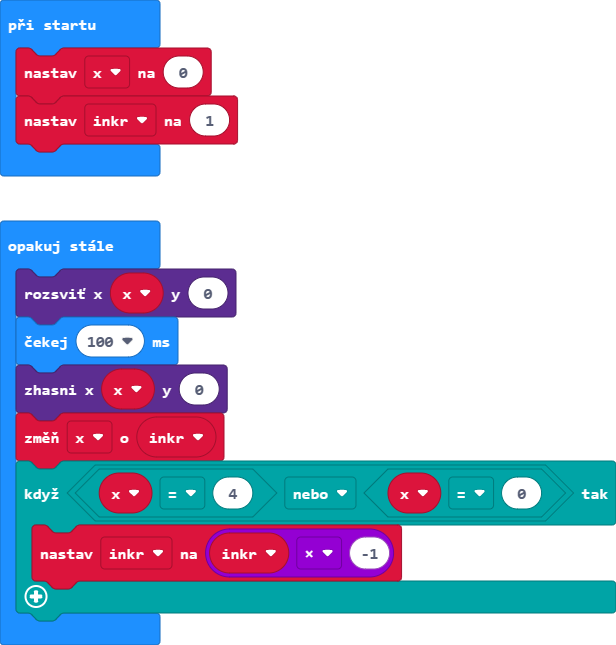 při startu
nastav x na 0
nastav inkr na 1
opakuj stále
rozsviť x x y 0
čekej 100 ms
zhasni x x y 0
změň x o inkr
když x = 4 nebo x = 0 tak
nastav inkr na inkr × -1